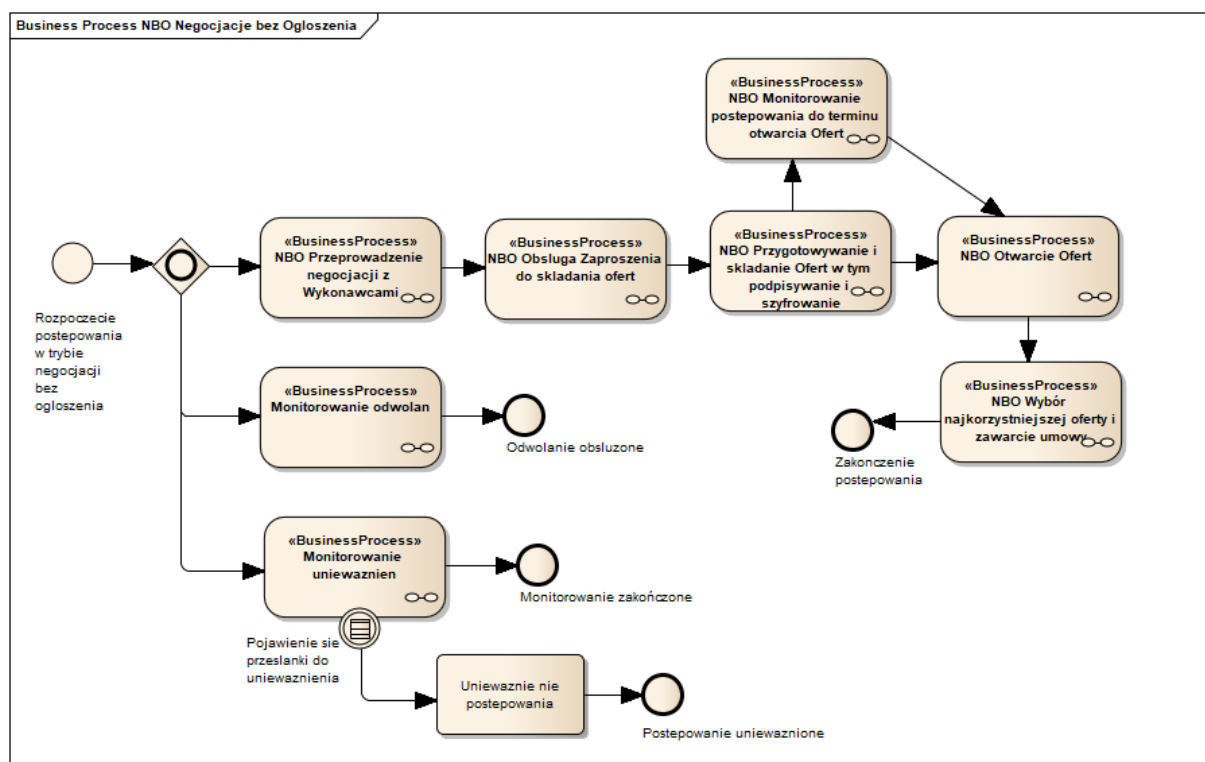 Business Process NBO Negocjacje bez Ogloszenia
«BusinessProcess»
NBO Monitorowanie
postepowania do terminu
otwarcia Ofert
«BusinessProcess»
NBO Przeprowadzenie
negocjacji z
Wykonawcami
«BusinessProcess»
NBO Obsluga Zaproszenia
do skladania ofert
«BusinessProcess»
NBO Przygotowywanie i
skladanie Ofert w tym
podpisywanie i
szyfrowanie
«BusinessProcess»
NBO Otwarcie Ofert
Rozpoczecie
postepowania
w trybie
negocjacji
bez
ogloszenia
«BusinessProcess»
Monitorowanie odwolan
Odwolanie obsluzone
«BusinessProcess»
NBO Wybór
najkorzystniejszej oferty i
zawarcie umowy
Zakonczenie
postepowania
«BusinessProcess»
Monitorowanie
uniewaznien
Monitorowanie zakończone
Pojawienie sie
przeslanki do
uniewaznienia
Uniewaznie nie
postepowania
Postepowanie uniewaznione